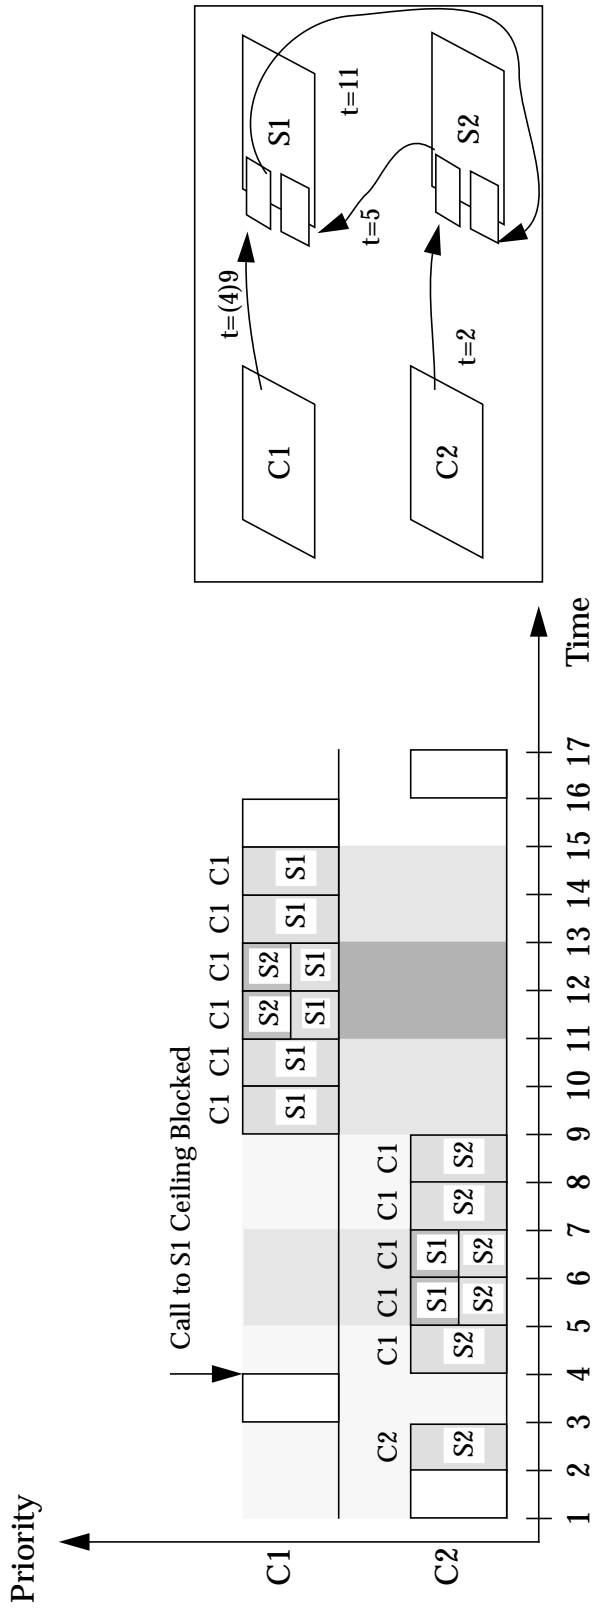 Priority
Call to S1 Ceiling Blocked
C1 C1 C1 C1 C1 C1
S2 S2
S1 S1 S1 S1 S1 S1
C1
C2 C1 C1 C1 C1 C1
S1 S1
S2 S2 S2 S2 S2 S2
C2
1 2 3 4 5 6 7 8 9 10 11 12 13 14 15 16 17
Time
t=(4)9
C1
S1
t=11
t=5
C2
t=2
S2